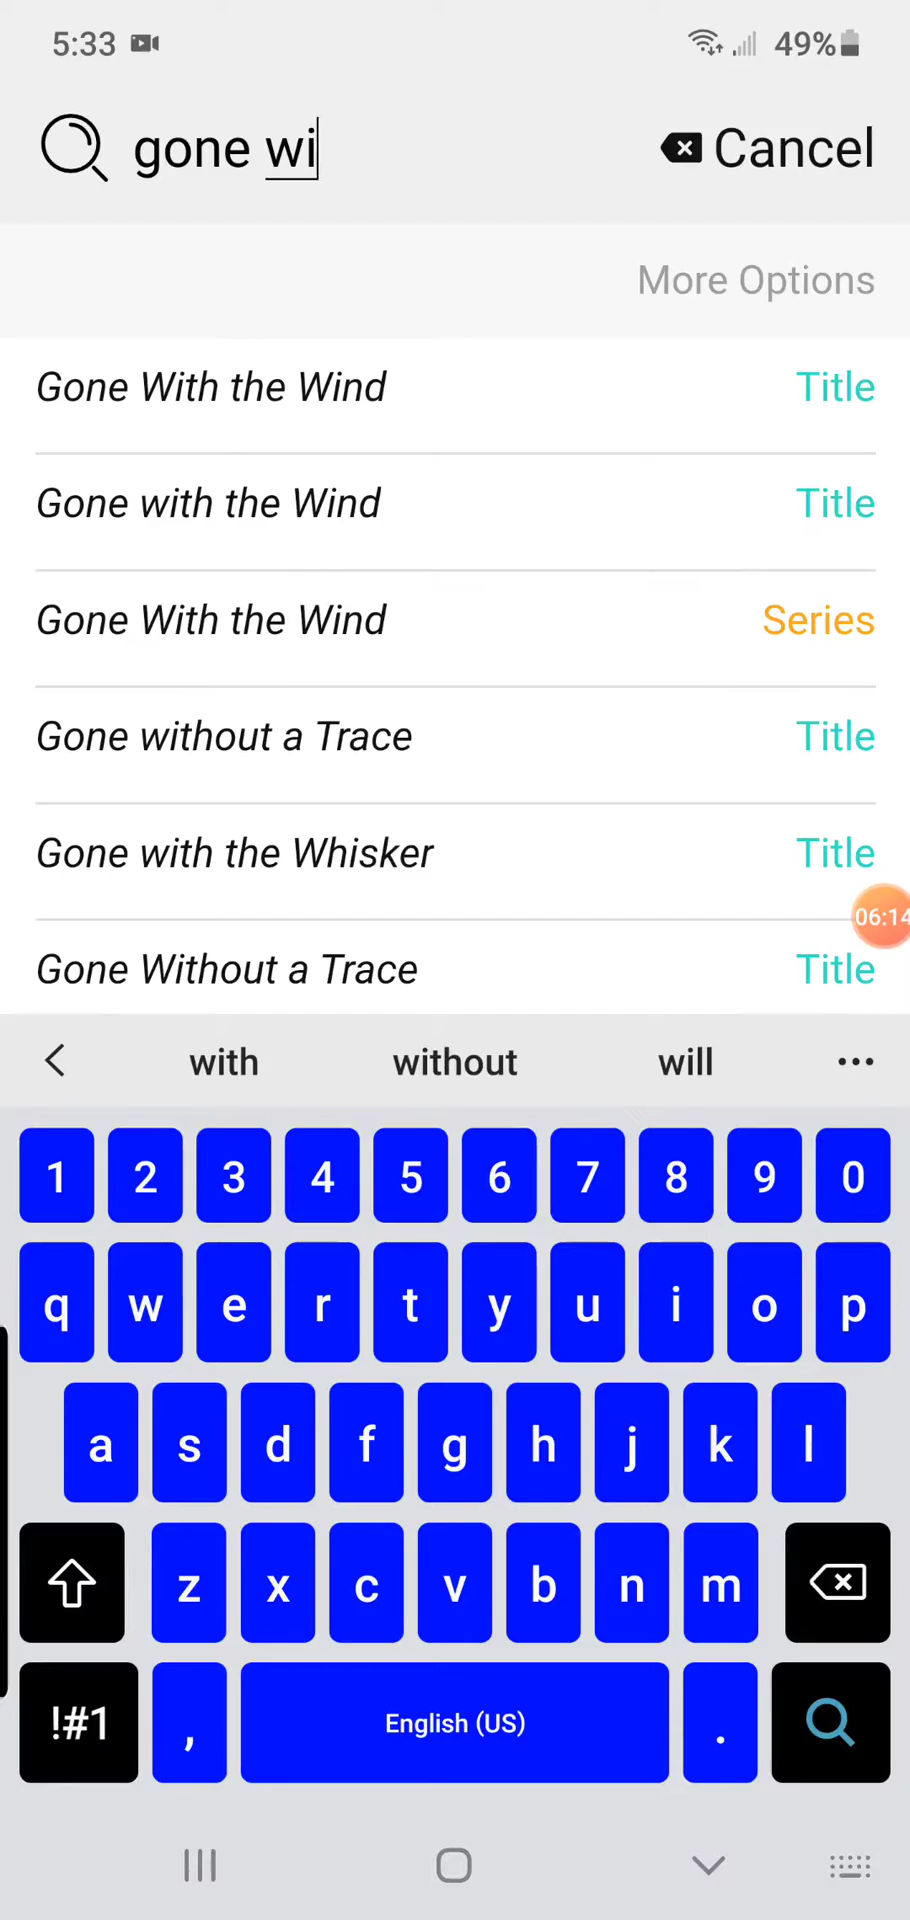 5:33 49%
gone wi Cancel
More Options
Gone With the Wind Title
Gone with the Wind Title
Gone With the Wind Series
Gone without a Trace Title
Gone with the Whisker Title
06:14
Gone Without a Trace Title
with without will
1 2 3 4 5 6 7 8 9 0
q w e r t y u i o p
a s d f g h j k l
z x c v b n m
!#1 , English (US) .